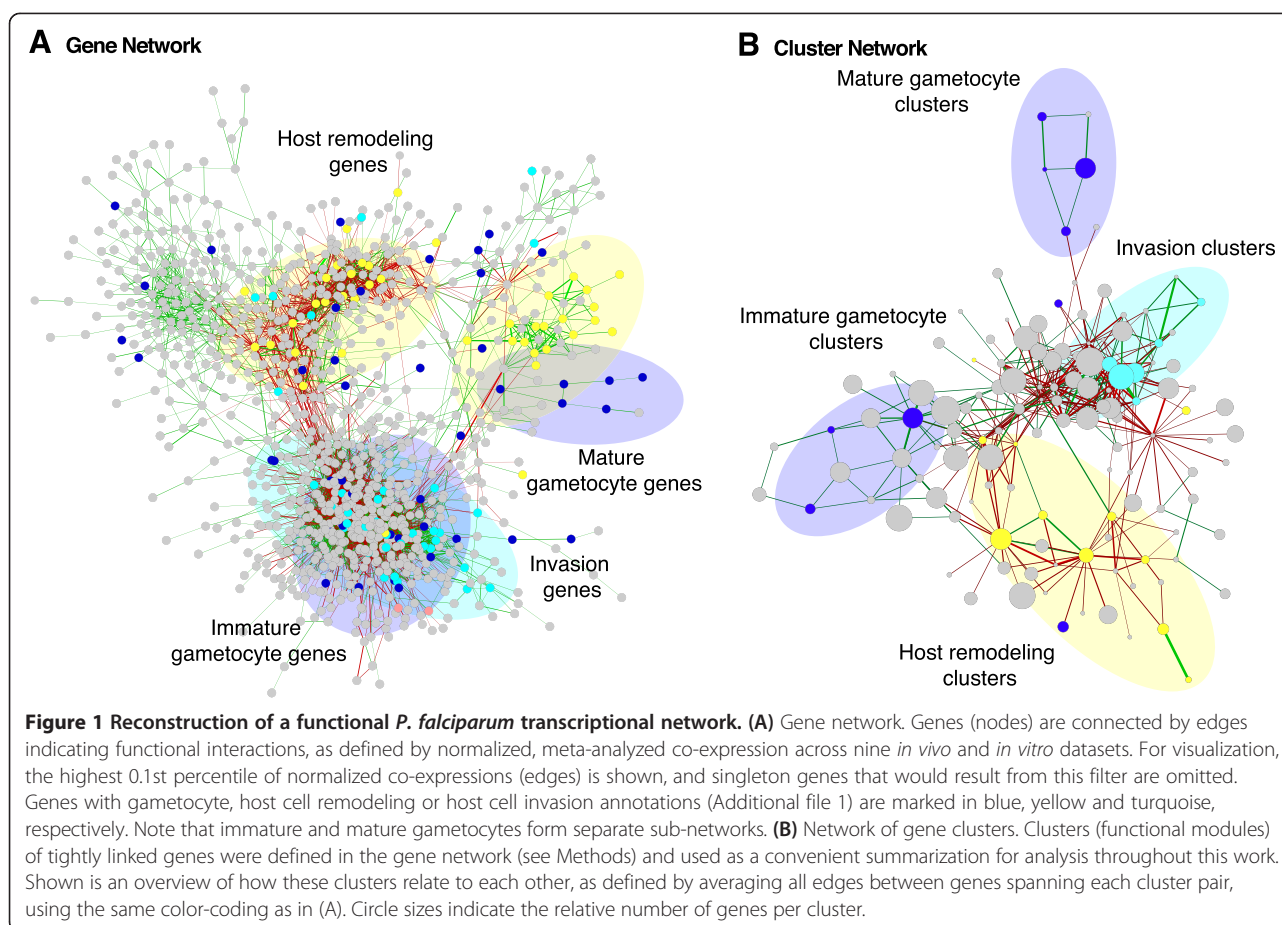 A Gene Network
Host remodeling
genes
Mature
gametocyte genes
Invasion
genes
Immature
gametocyte genes
B Cluster Network
Mature gametocyte
clusters
Invasion clusters
Immature gametocyte
clusters
Host remodeling
clusters
Figure 1 Reconstruction of a functional P. falciparum transcriptional network. (A) Gene network. Genes (nodes) are connected by edges
indicating functional interactions, as defined by normalized, meta-analyzed co-expression across nine in vivo and in vitro datasets. For visualization,
the highest 0.1st percentile of normalized co-expressions (edges) is shown, and singleton genes that would result from this filter are omitted.
Genes with gametocyte, host cell remodeling or host cell invasion annotations (Additional file 1) are marked in blue, yellow and turquoise,
respectively. Note that immature and mature gametocytes form separate sub-networks. (B) Network of gene clusters. Clusters (functional modules)
of tightly linked genes were defined in the gene network (see Methods) and used as a convenient summarization for analysis throughout this work.
Shown is an overview of how these clusters relate to each other, as defined by averaging all edges between genes spanning each cluster pair,
using the same color-coding as in (A). Circle sizes indicate the relative number of genes per cluster.